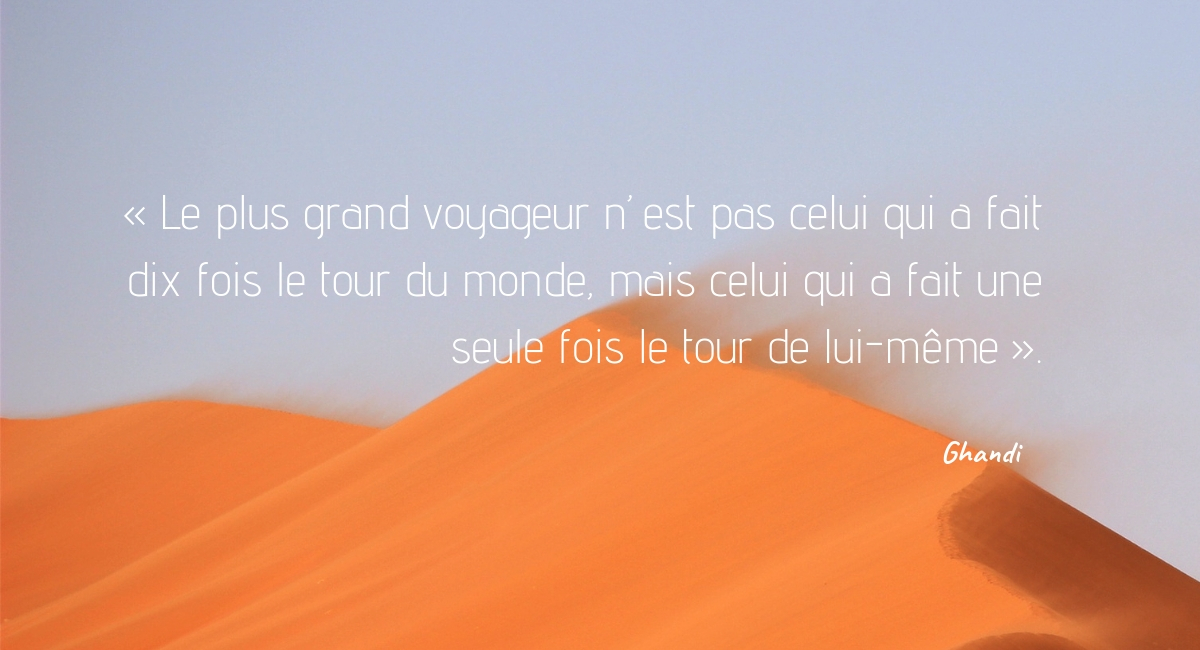 « Le plus grand voyageur n' est pas celui qui a fait
dix fois le tour du monde, mais celui qui a fait une
seule fois le tour de lui-même ».
Ghandi